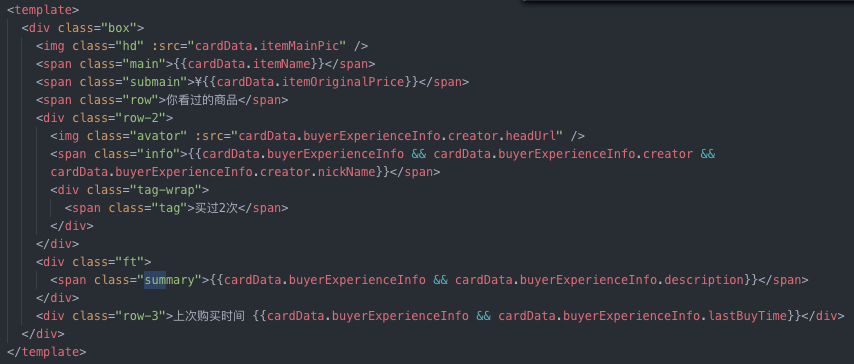 <template>
<div class="box">
<img class="hd" :src="cardData.itemMainPic" />
<span class="main">{{cardData.itemName}}</span>
<span class="submain">¥{{cardData.itemOriginalPrice}}</span>
<span class="row">你看过的商品</span>
<div class="row-2">
<img class="avator" :src="cardData.buyerExperienceInfo.creator.headUrl" />
<span class="info">{{cardData.buyerExperienceInfo && cardData.buyerExperienceInfo.creator &&
cardData.buyerExperienceInfo.creator.nickName}}</span>
<div class="tag-wrap">
<span class="tag">买过2次</span>
</div>
</div>
<div class="ft">
<span class="summary">{{cardData.buyerExperienceInfo && cardData.buyerExperienceInfo.description}}</span>
</div>
<div class="row-3">上次购买时间 {{cardData.buyerExperienceInfo && cardData.buyerExperienceInfo.lastBuyTime}}</div>
</div>
</template>